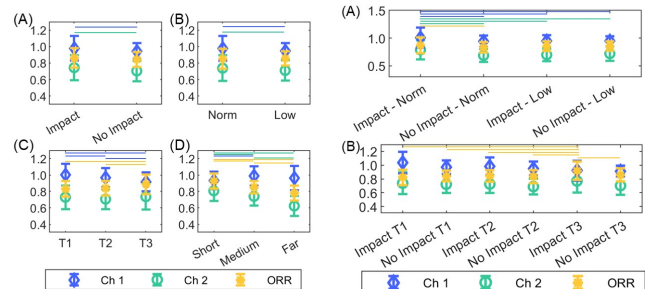 (A)
1.2
1.0
0.8
0.6
0.4
Impact
No Impact
(B)
1.2
1.0
0.8
0.6
0.4
Norm
Low
(C)
1.2
1.0
0.8
0.6
0.4
T1
T2
T3
(D)
1.2
1.0
0.8
0.6
0.4
Short
Medium
Far
Ch 1
Ch 2
ORR
(A)
1.5
1.0
0.5
Impact - Norm
No Impact - Norm
Impact - Low
No Impact - Low
(B)
1.2
1.0
0.8
0.6
0.4
Impact T1
No Impact T1
Impact T2
No Impact T2
Impact T3
No Impact T3
Ch 1
Ch 2
ORR